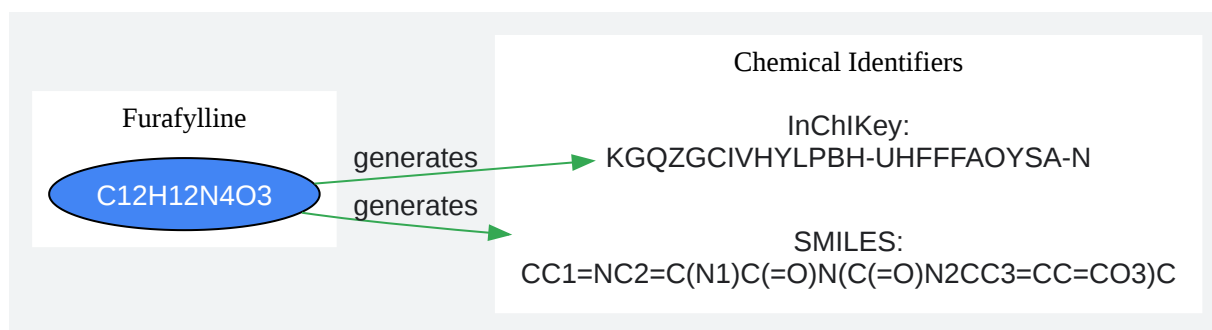 Chemical Identifiers
Furafylline
InChIKey:
KGQZGCIVHYLPBH-UHFFFAOYSA-N
generates
C12H12N4O3
generates
SMILES:
CC1=NC2=C(N1)C(=O)N(C(=O)N2CC3=CC=CO3)C